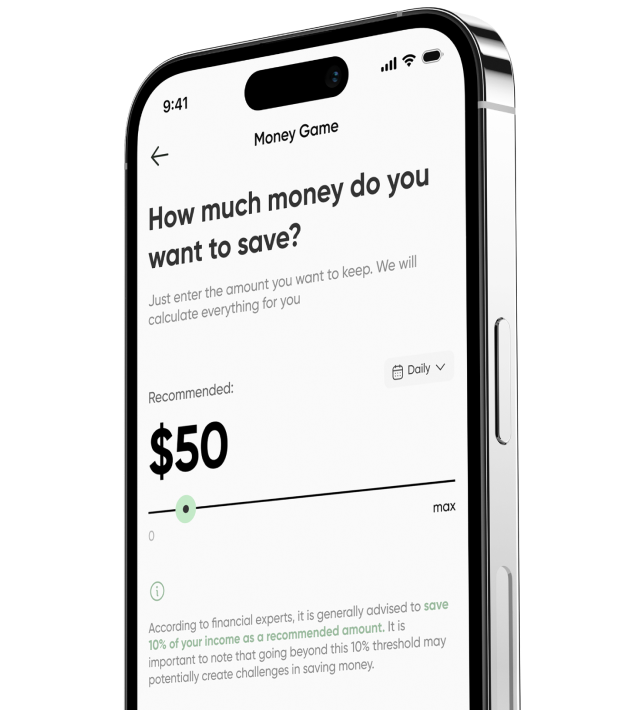 9:41
Money Game
How much money do you
want to save?
Just enter the amount you want to keep. We will
calculate everything for you
Daily
Recommended:
$50
0
max
According to financial experts, it is generally advised to save
10% of your income as a recommended amount. It is
important to note that going beyond this 10% threshold may
potentially create challenges in saving money.